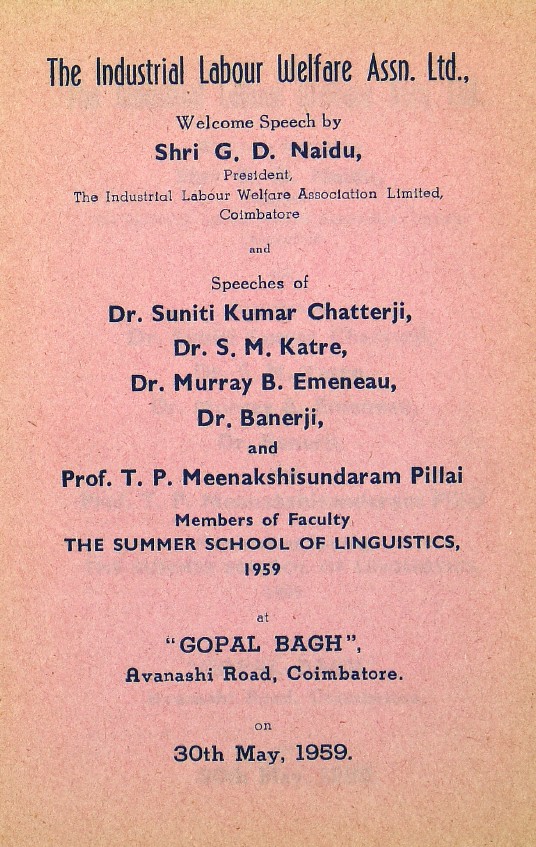 The Industrial Labour Welfare Assn. Ltd.,
Welcome Speech by
Shri G. D. Naidu,
President,
The Industrial Labour Welfare Association Limited,
Coimbatore
and
Speeches of
Dr. Suniti Kumar Chatterji,
Dr. S. M. Katre,
Dr. Murray B. Emeneau,
Dr. Banerji,
and
Prof. T. P. Meenakshisundaram Pillai
Members of Faculty
THE SUMMER SCHOOL OF LINGUISTICS,
1959
at
"GOPAL BAGH",
Avanashi Road, Coimbatore.
on
30th May, 1959.